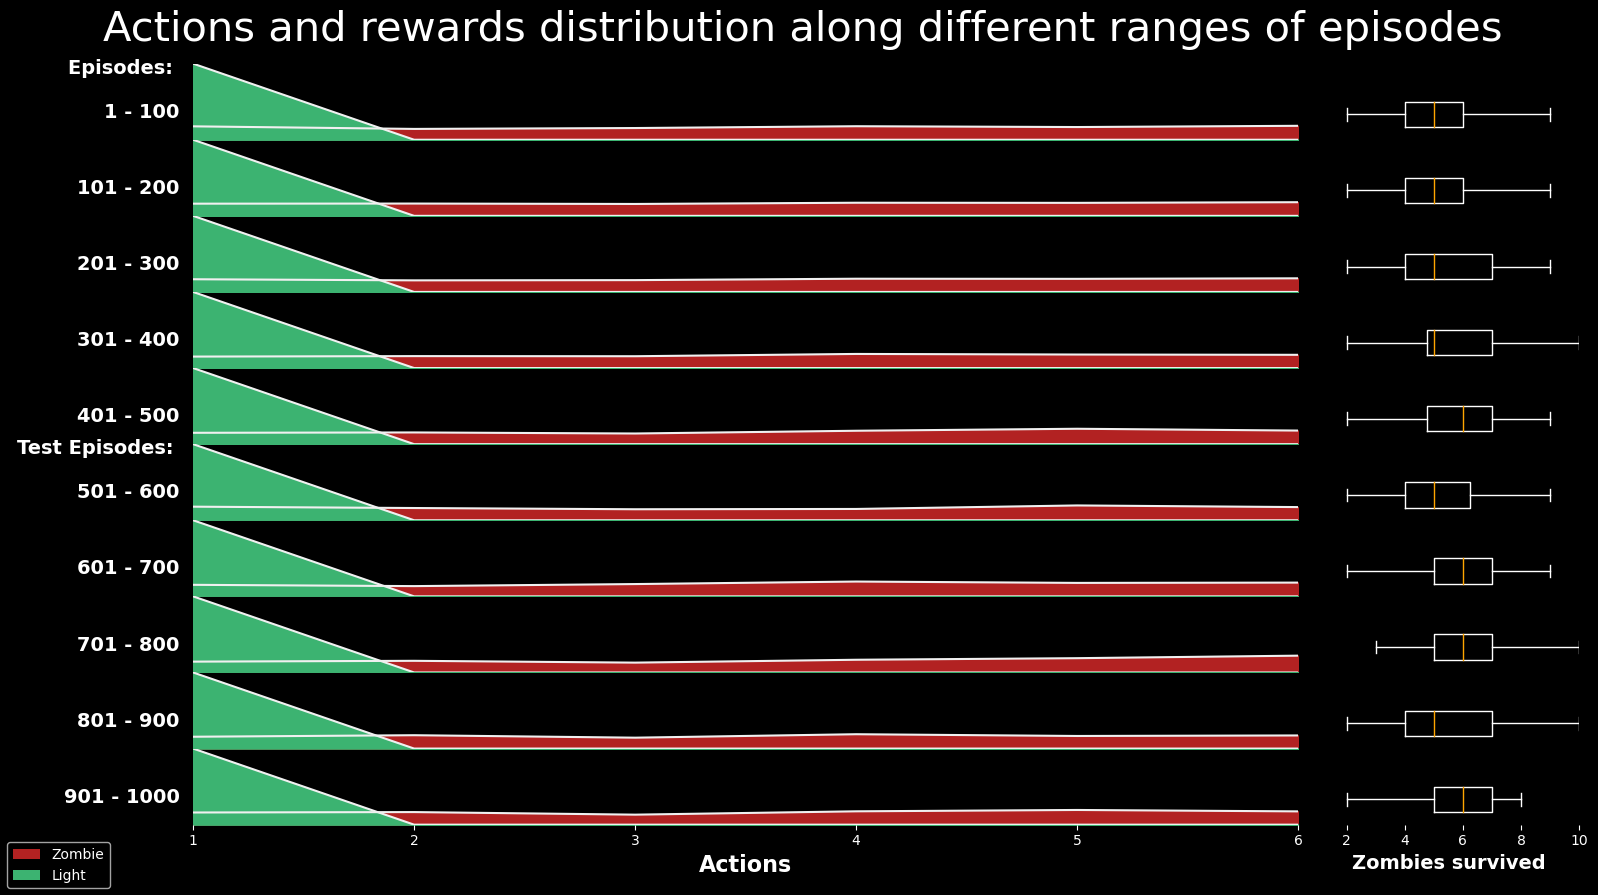 Actions and rewards distribution along different ranges of episodes
Episodes:
1 - 100
101 - 200
201 - 300
301 - 400
401 - 500
Test Episodes:
501 - 600
601 - 700
701 - 800
801 - 900
901 - 1000
1 2 3 4 5 6
2 4 6 8 10
Actions
Zombies survived
Zombie
Light